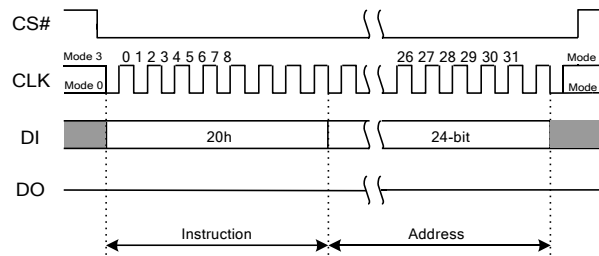 CS#
Mode 3 0 1 2 3 4 5 6 7 8 26 27 28 29 30 31 Mode
CLK
Mode 0 Mode
DI 20h 24-bit
DO
Instruction Address